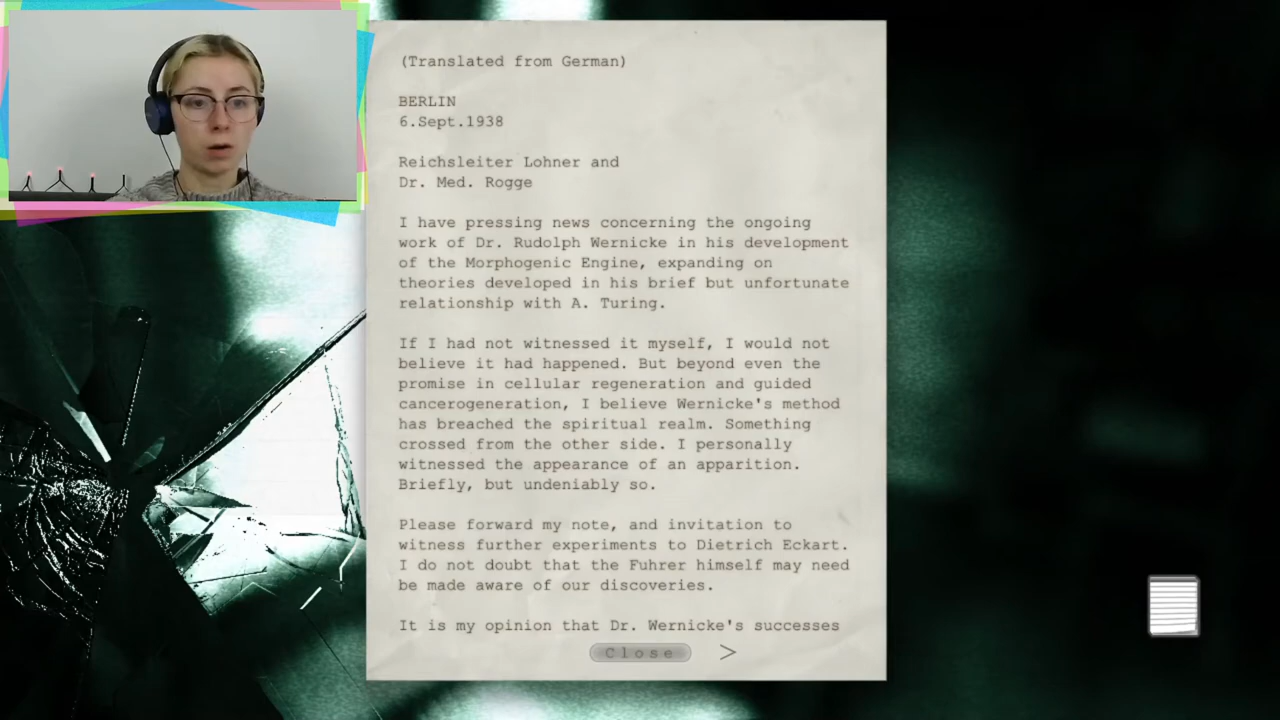 (Translated from German)
BERLIN
6.Sept.1938
Reichsleiter Lohner and
Dr. Med. Rogge
I have pressing news concerning the ongoing
work of Dr. Rudolph Wernicke in his development
of the Morphogenic Engine, expanding on
theories developed in his brief but unfortunate
relationship with A. Turing.
If I had not witnessed it myself, I would not
believe it had happened. But beyond even the
promise in cellular regeneration and guided
cancerogeneration, I believe Wernicke's method
has breached the spiritual realm. Something
crossed from the other side. I personally
witnessed the appearance of an apparition.
Briefly, but undeniably so.
Please forward my note, and invitation to
witness further experiments to Dietrich Eckart.
I do not doubt that the Fuhrer himself may need
be made aware of our discoveries.
It is my opinion that Dr. Wernicke's successes
Close >